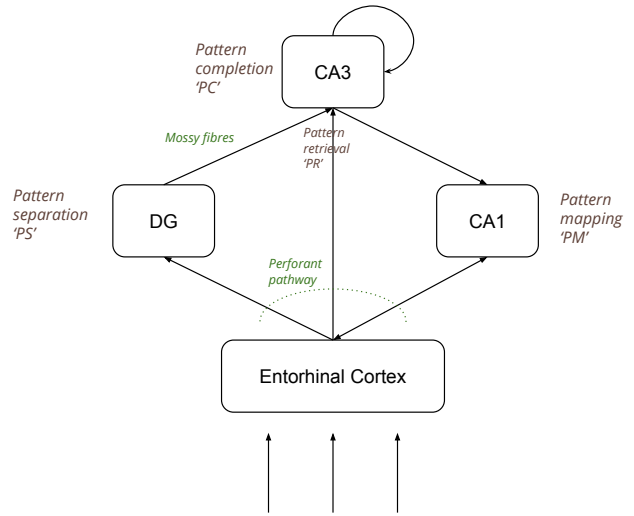 Pattern
completion
‘PC’
CA3
Mossy fibres
Pattern
retrieval
‘PR’
Pattern
separation
‘PS’
DG
CA1
Pattern
mapping
‘PM’
Perforant
pathway
Entorhinal Cortex